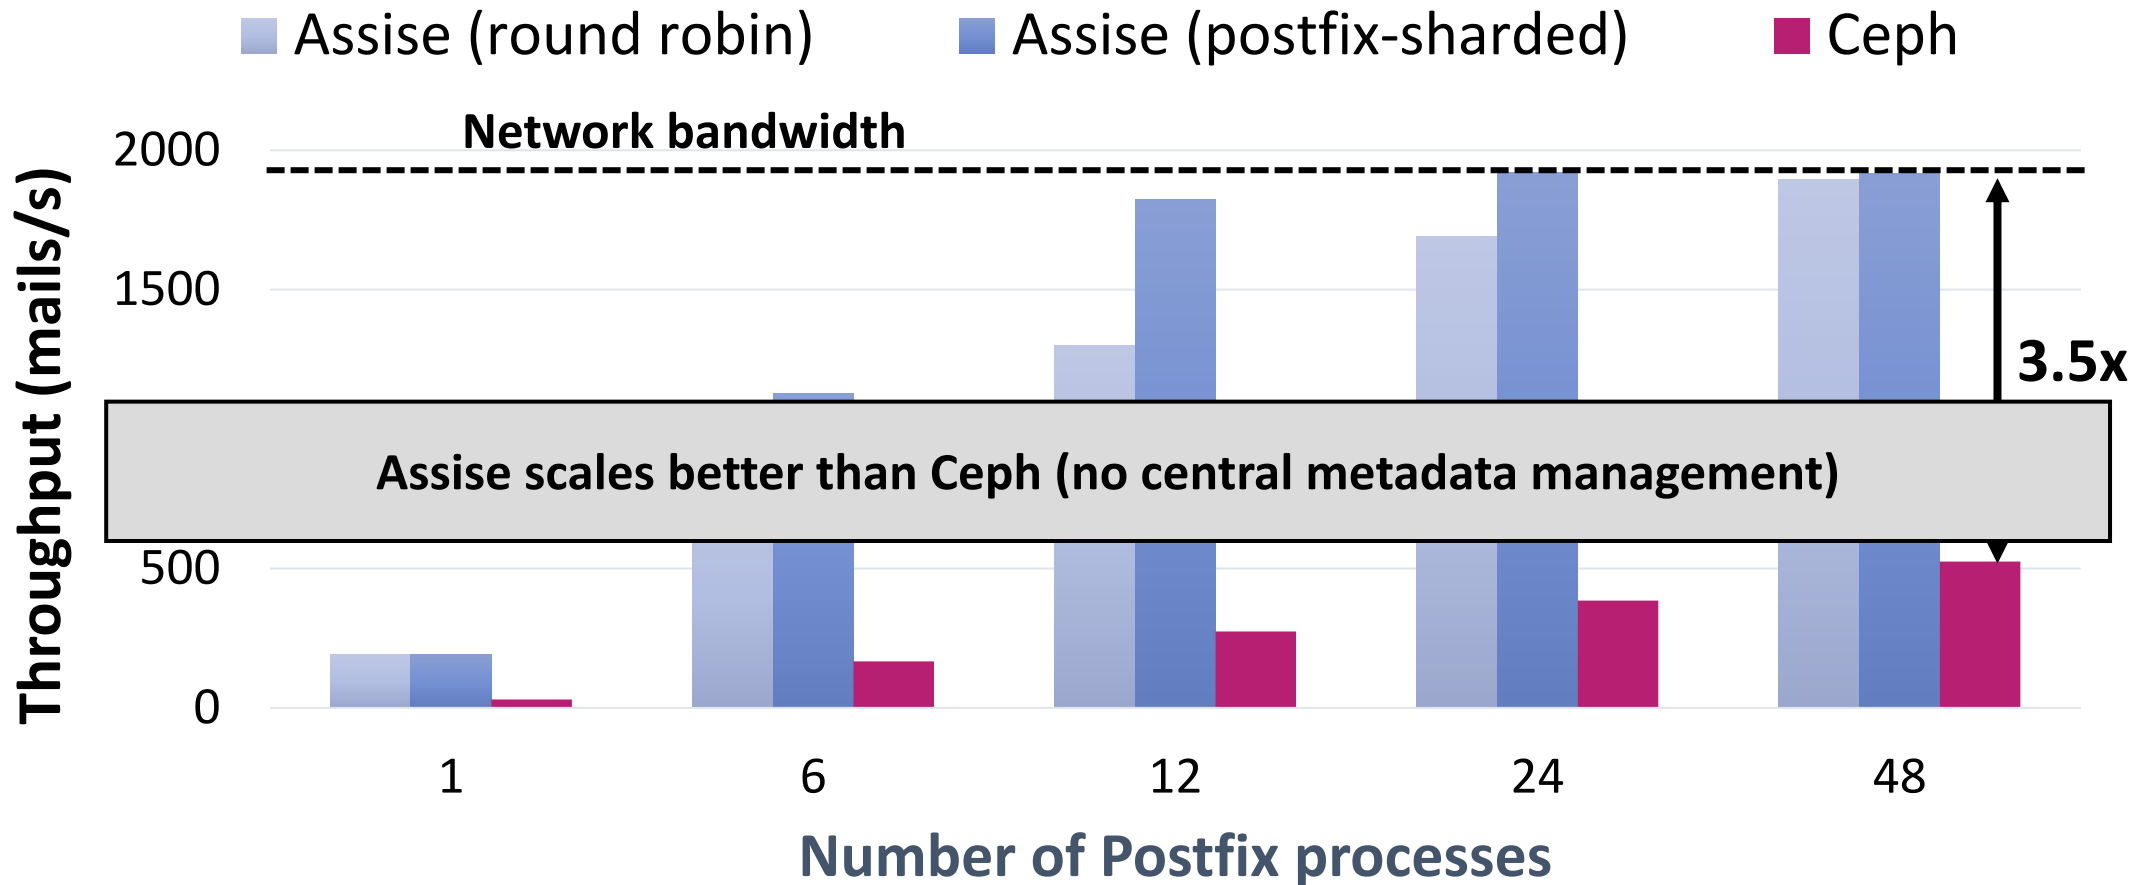 Assise (round robin) Assise (postfix-sharded) Ceph
Network bandwidth
2000
1500
3.5x
Assise scales better than Ceph (no central metadata management)
500
0
Throughput (mails/s)
1 6 12 24 48
Number of Postfix processes